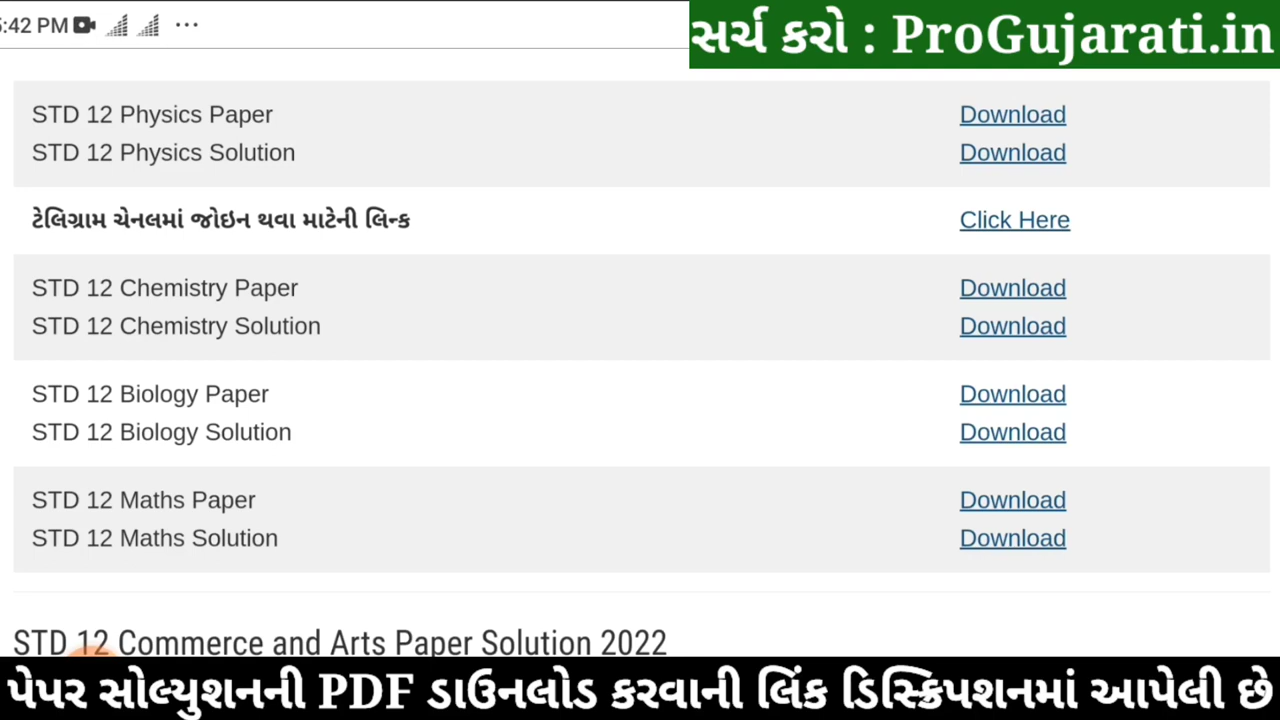 5:42 PM
સર્ચ કરો : ProGujarati.in
STD 12 Physics Paper Download
STD 12 Physics Solution Download
ટેલિગ્રામ ચેનલમાં જોઇન થવા માટેની લિન્ક Click Here
STD 12 Chemistry Paper Download
STD 12 Chemistry Solution Download
STD 12 Biology Paper Download
STD 12 Biology Solution Download
STD 12 Maths Paper Download
STD 12 Maths Solution Download
STD 12 Commerce and Arts Paper Solution 2022
પેપર સોલ્યુશનની PDF ડાઉનલોડ કરવાની લિંક ડિસ્ક્રિપશનમાં આપેલી છે